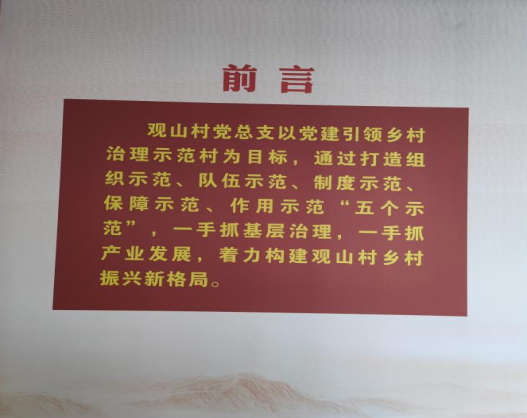 前言
观山村党总支以党建引领乡村
治理示范村为目标，通过打造组
织示范、队伍示范、制度示范、
保障示范、作用示范“五个示
范”，一手抓基层治理，一手抓
产业发展，着力构建观山村乡村
振兴新格局。